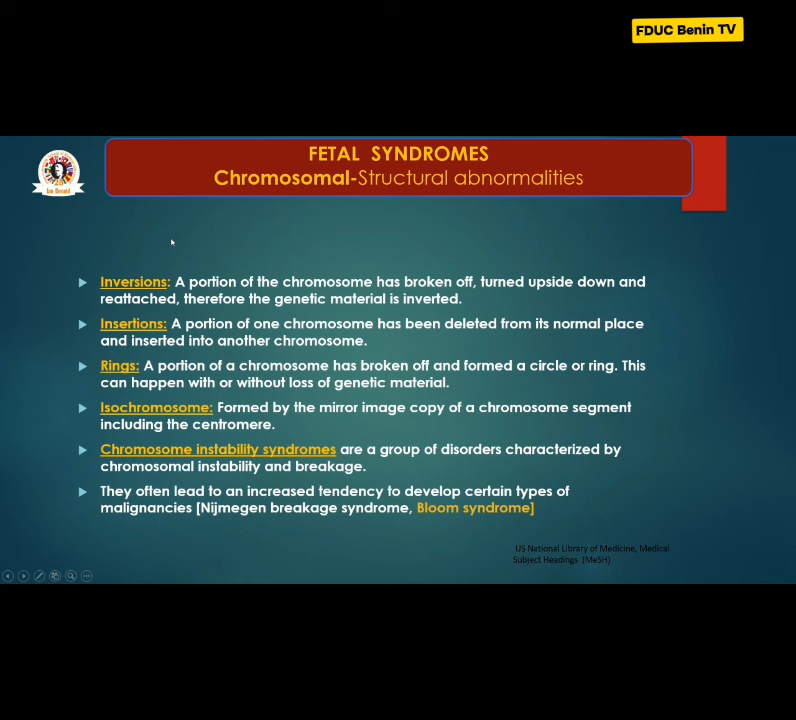 FDUC Benin TV
FETAL SYNDROMES
Chromosomal-Structural abnormalities
Ian Donald
Inversions: A portion of the chromosome has broken off, turned upside down and
reattached, therefore the genetic material is inverted.
Insertions: A portion of one chromosome has been deleted from its normal place
and inserted into another chromosome.
Rings: A portion of a chromosome has broken off and formed a circle or ring. This
can happen with or without loss of genetic material.
Isochromosome: Formed by the mirror image copy of a chromosome segment
including the centromere.
Chromosome instability syndromes are a group of disorders characterized by
chromosomal instability and breakage.
They often lead to an increased tendency to develop certain types of
malignancies [Nijmegen breakage syndrome, Bloom syndrome]
US National Library of Medicine, Medical
Subject Headings (MeSH)